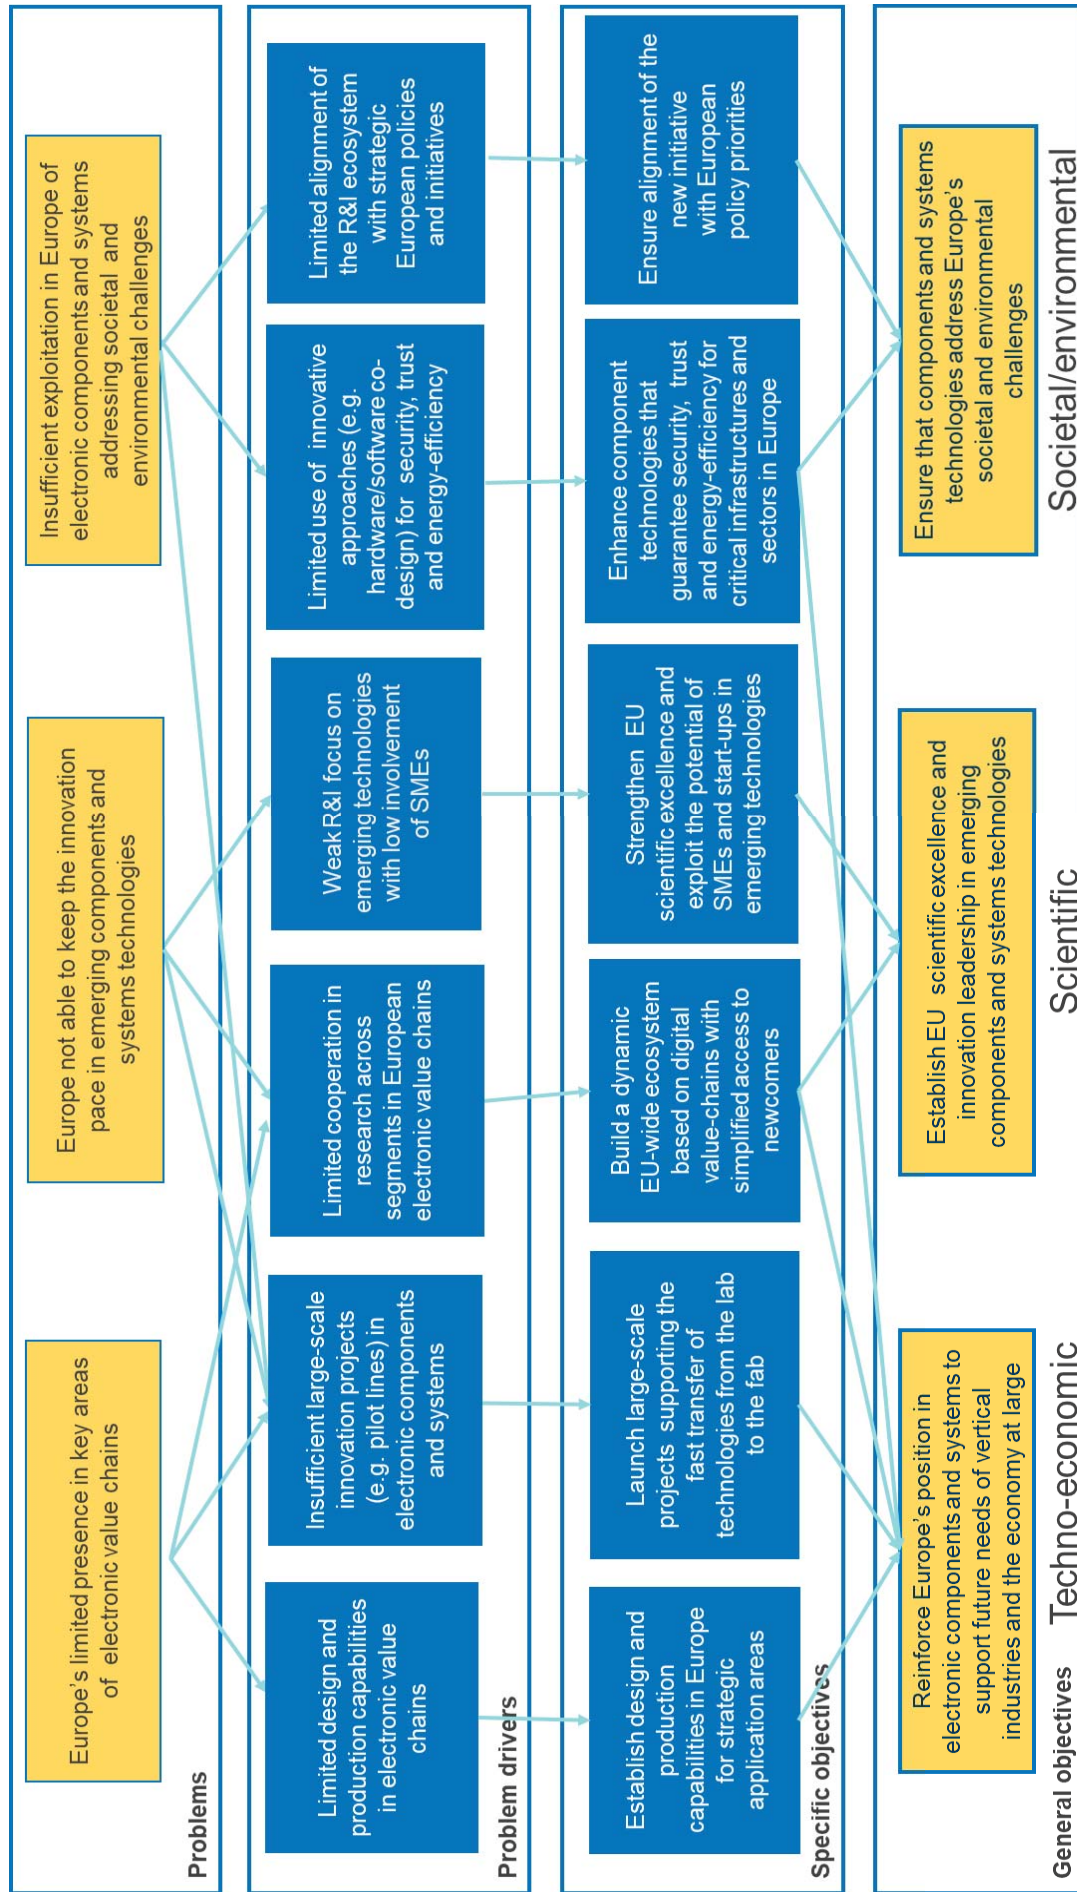 Europe's limited presence in key areas
of electronic value chains
Europe not able to keep the innovation
pace in emerging components and
systems technologies
Insufficient exploitation in Europe of
electronic components and systems
addressing societal and
environmental challenges
Problems
Limited design and
production capabilities
in electronic value
chains
Insufficient large-scale
innovation projects
(e.g. pilot lines) in
electronic components
and systems
Limited cooperation in
research across
segments in European
electronic value chains
Weak R&I focus on
emerging technologies
with low involvement
of SMEs
Limited use of innovative
approaches (e.g.
hardware/software co-
design) for security, trust
and energy-efficiency
Limited alignment of
the R&I ecosystem
with strategic
European policies
and initiatives
Problem drivers
Establish design and
production
capabilities in Europe
for strategic
application areas
Launch large-scale
projects supporting the
fast transfer of
technologies from the lab
to the fab
Build a dynamic
EU-wide ecosystem
based on digital
value-chains with
simplified access to
newcomers
Strengthen EU
scientific excellence and
exploit the potential of
SMEs and start-ups in
emerging technologies
Enhance component
technologies that
guarantee security, trust
and energy-efficiency for
critical infrastructures and
sectors in Europe
Ensure alignment of the
new initiative
with European
policy priorities
Specific objectives
Reinforce Europe's position in
electronic components and systems to
support future needs of vertical
industries and the economy at large
Establish EU scientific excellence and
innovation leadership in emerging
components and systems technologies
Ensure that components and systems
technologies address Europe's
societal and environmental
challenges
General objectives
Techno-economic
Scientific
Societal/environmental